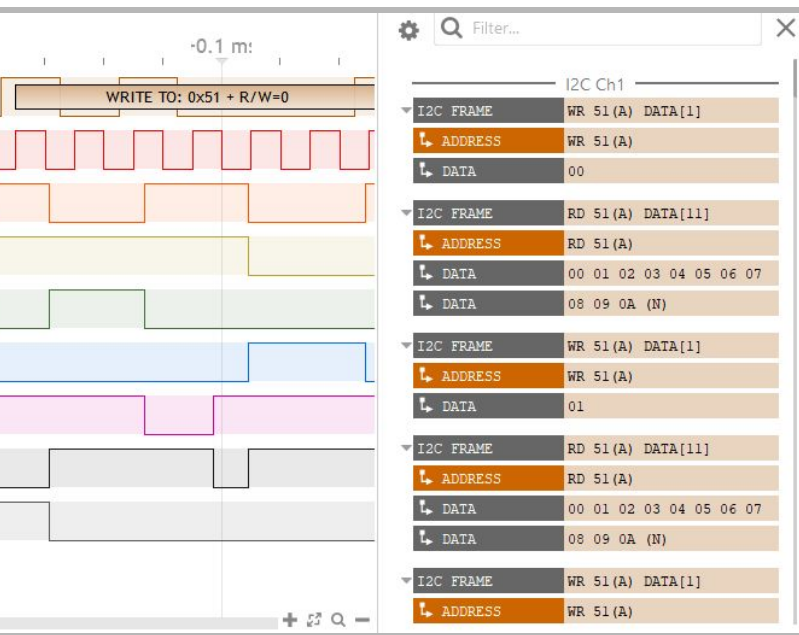 -0.1 ms
Filter...
WRITE TO: 0x51 + R/W=0
I2C Ch1
I2C FRAME WR 51(A) DATA[1]
ADDRESS WR 51(A)
DATA 00
I2C FRAME RD 51(A) DATA[11]
ADDRESS RD 51(A)
DATA 00 01 02 03 04 05 06 07
DATA 08 09 0A (N)
I2C FRAME WR 51(A) DATA[1]
ADDRESS WR 51(A)
DATA 01
I2C FRAME RD 51(A) DATA[11]
ADDRESS RD 51(A)
DATA 00 01 02 03 04 05 06 07
DATA 08 09 0A (N)
I2C FRAME WR 51(A) DATA[1]
ADDRESS WR 51(A)